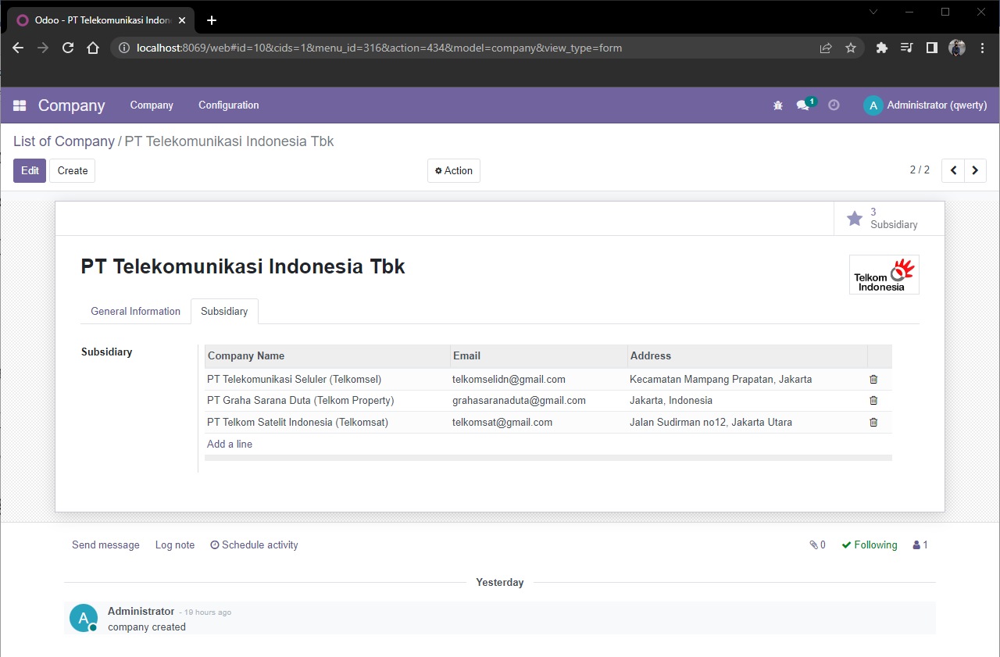 Odoo - PT Telekomunikasi Indon
localhost:8069/web#id=10&cids=1&menu_id=316&action=434&model=company&view_type=form
Company Company Configuration 1 A Administrator (qwerty)
List of Company / PT Telekomunikasi Indonesia Tbk
Edit Create Action 2 / 2
3
Subsidiary
PT Telekomunikasi Indonesia Tbk
Telkom
Indonesia
General Information Subsidiary
Subsidiary
Company Name Email Address
PT Telekomunikasi Seluler (Telkomsel) telkomselidn@gmail.com Kecamatan Mampang Prapatan, Jakarta
PT Graha Sarana Duta (Telkom Property) grahasaranaduta@gmail.com Jakarta, Indonesia
PT Telkom Satelit Indonesia (Telkomsat) telkomsat@gmail.com Jalan Sudirman no12, Jakarta Utara
Add a line
Send message Log note Schedule activity 0 Following 1
Yesterday
A Administrator - 19 hours ago
company created